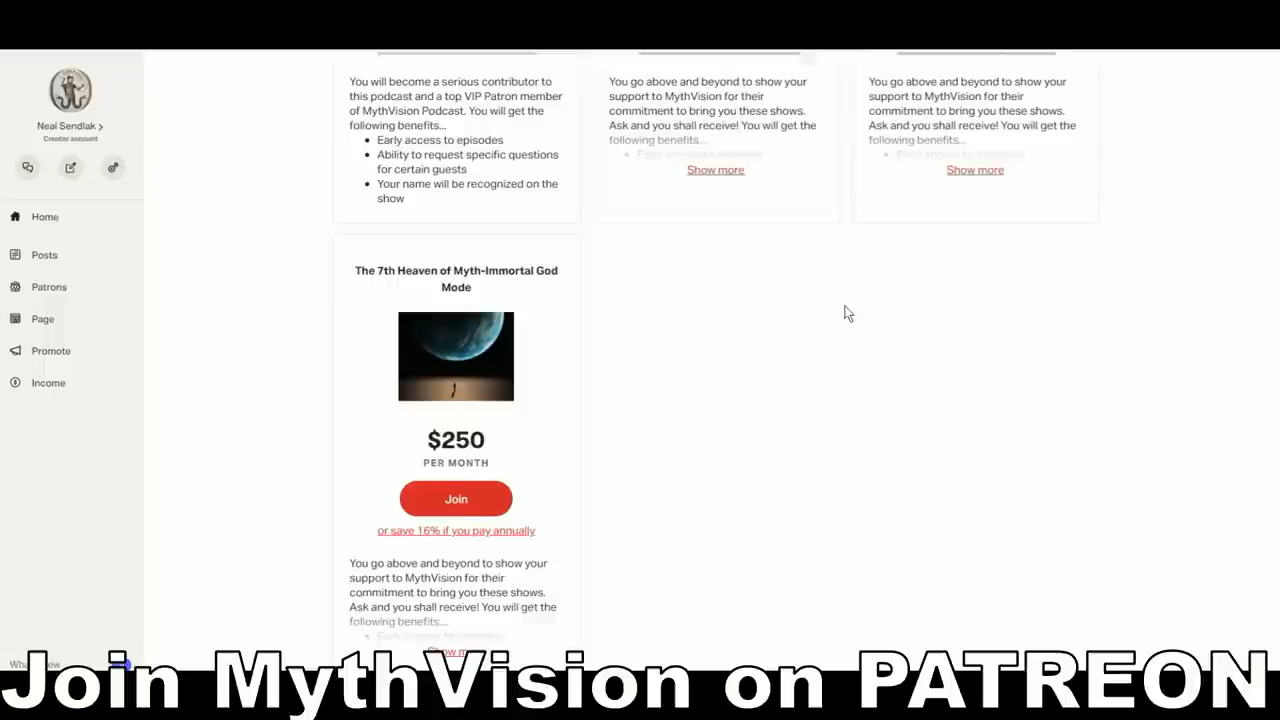 Neal Sendlak
Creator account
Home
Posts
Patrons
Page
Promote
Income
You will become a serious contributor to
this podcast and a top VIP Patron member
of MythVision Podcast. You will get the
following benefits...
Early access to episodes
Ability to request specific questions
for certain guests
Your name will be recognized on the
show
You go above and beyond to show your
support to MythVision for their
commitment to bring you these shows.
Ask and you shall receive! You will get the
following benefits...
Show more
You go above and beyond to show your
support to MythVision for their
commitment to bring you these shows.
Ask and you shall receive! You will get the
following benefits...
Show more
The 7th Heaven of Myth-Immortal God
Mode
$250
PER MONTH
Join
or save 16% if you pay annually
You go above and beyond to show your
support to MythVision for their
commitment to bring you these shows.
Ask and you shall receive! You will get the
following benefits....
Join MythVision on PATREON